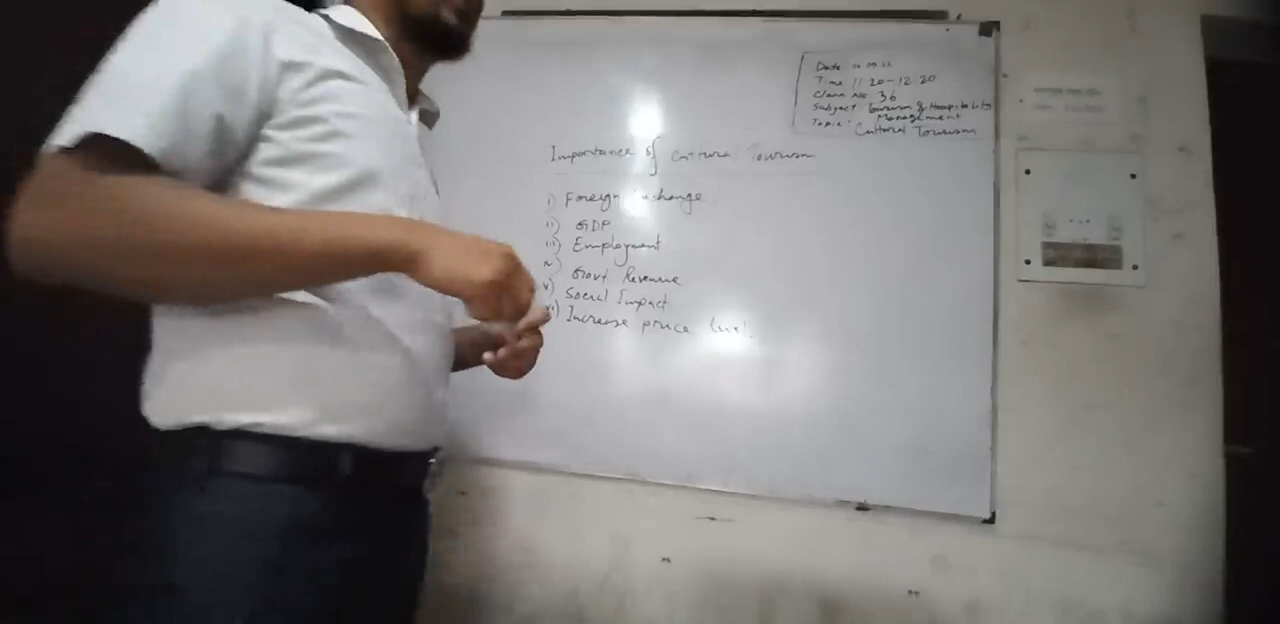 Time 11:20-12.20
Class No. 36
Subject Tourism & Hospitality
Management
Topic: Cultural Tourism
Importance of Cultural Tourism
i) Foreign Exchange
ii) GDP
iii) Employment
iv) Govt Revenue
v) Social Impact
vi) Increase price level.